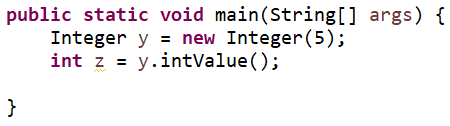 public static void main(String[] args) {
    Integer y = new Integer(5);
    int z = y.intValue();
}